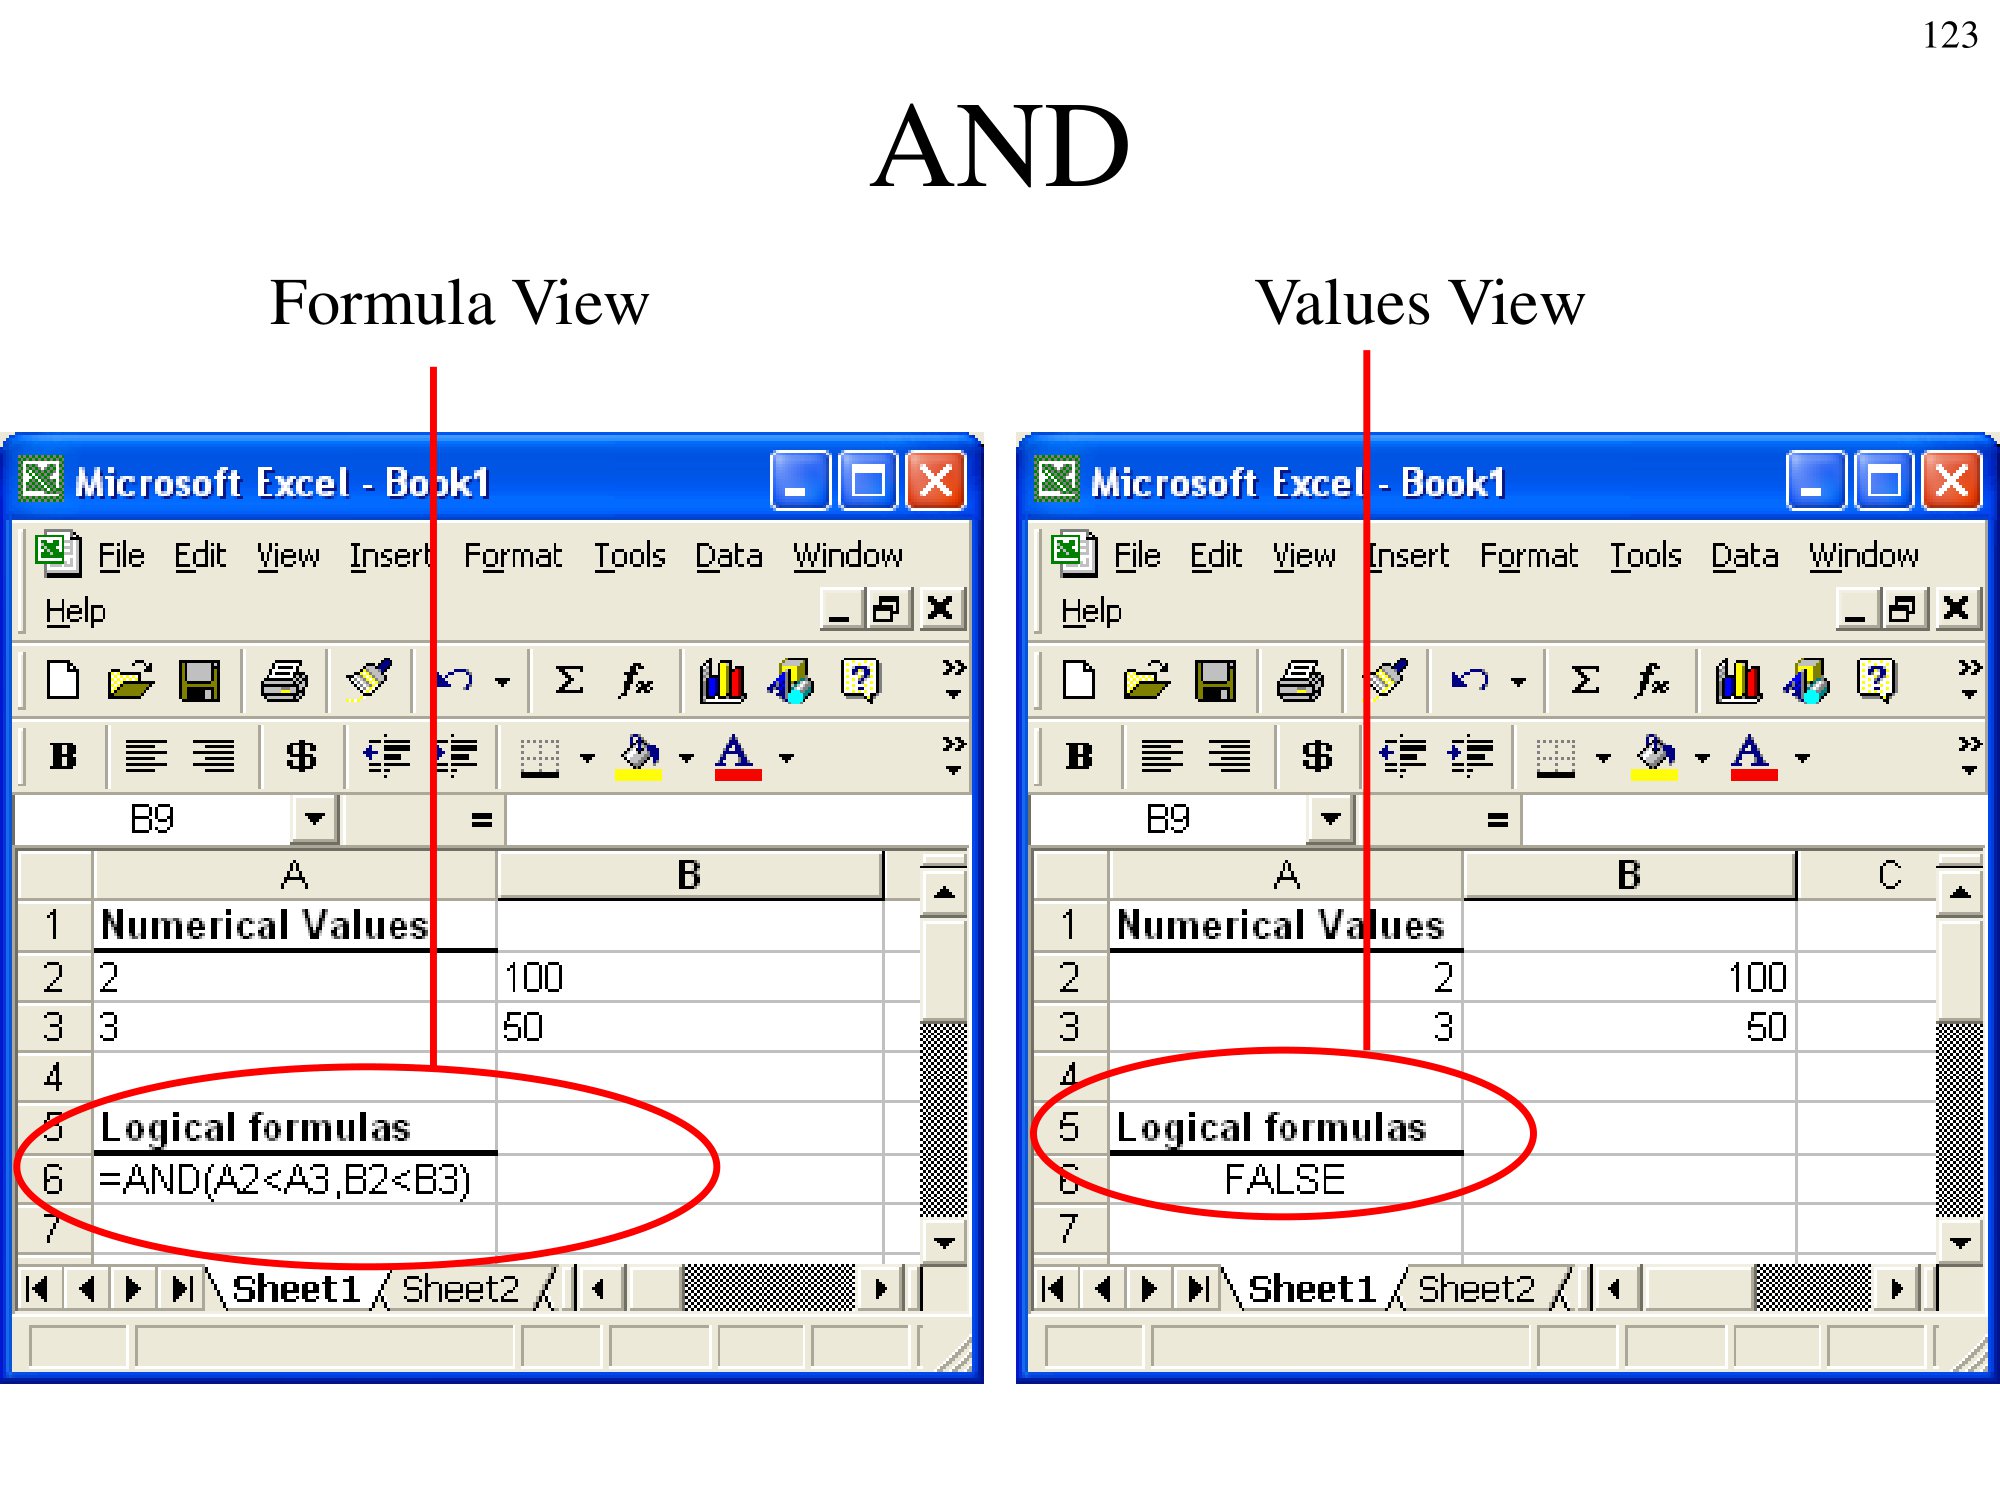 123
AND
Formula View
Values View
Microsoft Excel - Book1
File Edit View Insert Format Tools Data Window
Help
B9 =
A B
1 Numerical Values
2 2 100
3 3 50
4
5 Logical formulas
6 =AND(A2<A3,B2<B3)
7
Sheet1 Sheet2
Microsoft Excel - Book1
File Edit View Insert Format Tools Data Window
Help
B9 =
A B C
1 Numerical Values
2 2 100
3 3 50
4
5 Logical formulas
6 FALSE
7
Sheet1 Sheet2